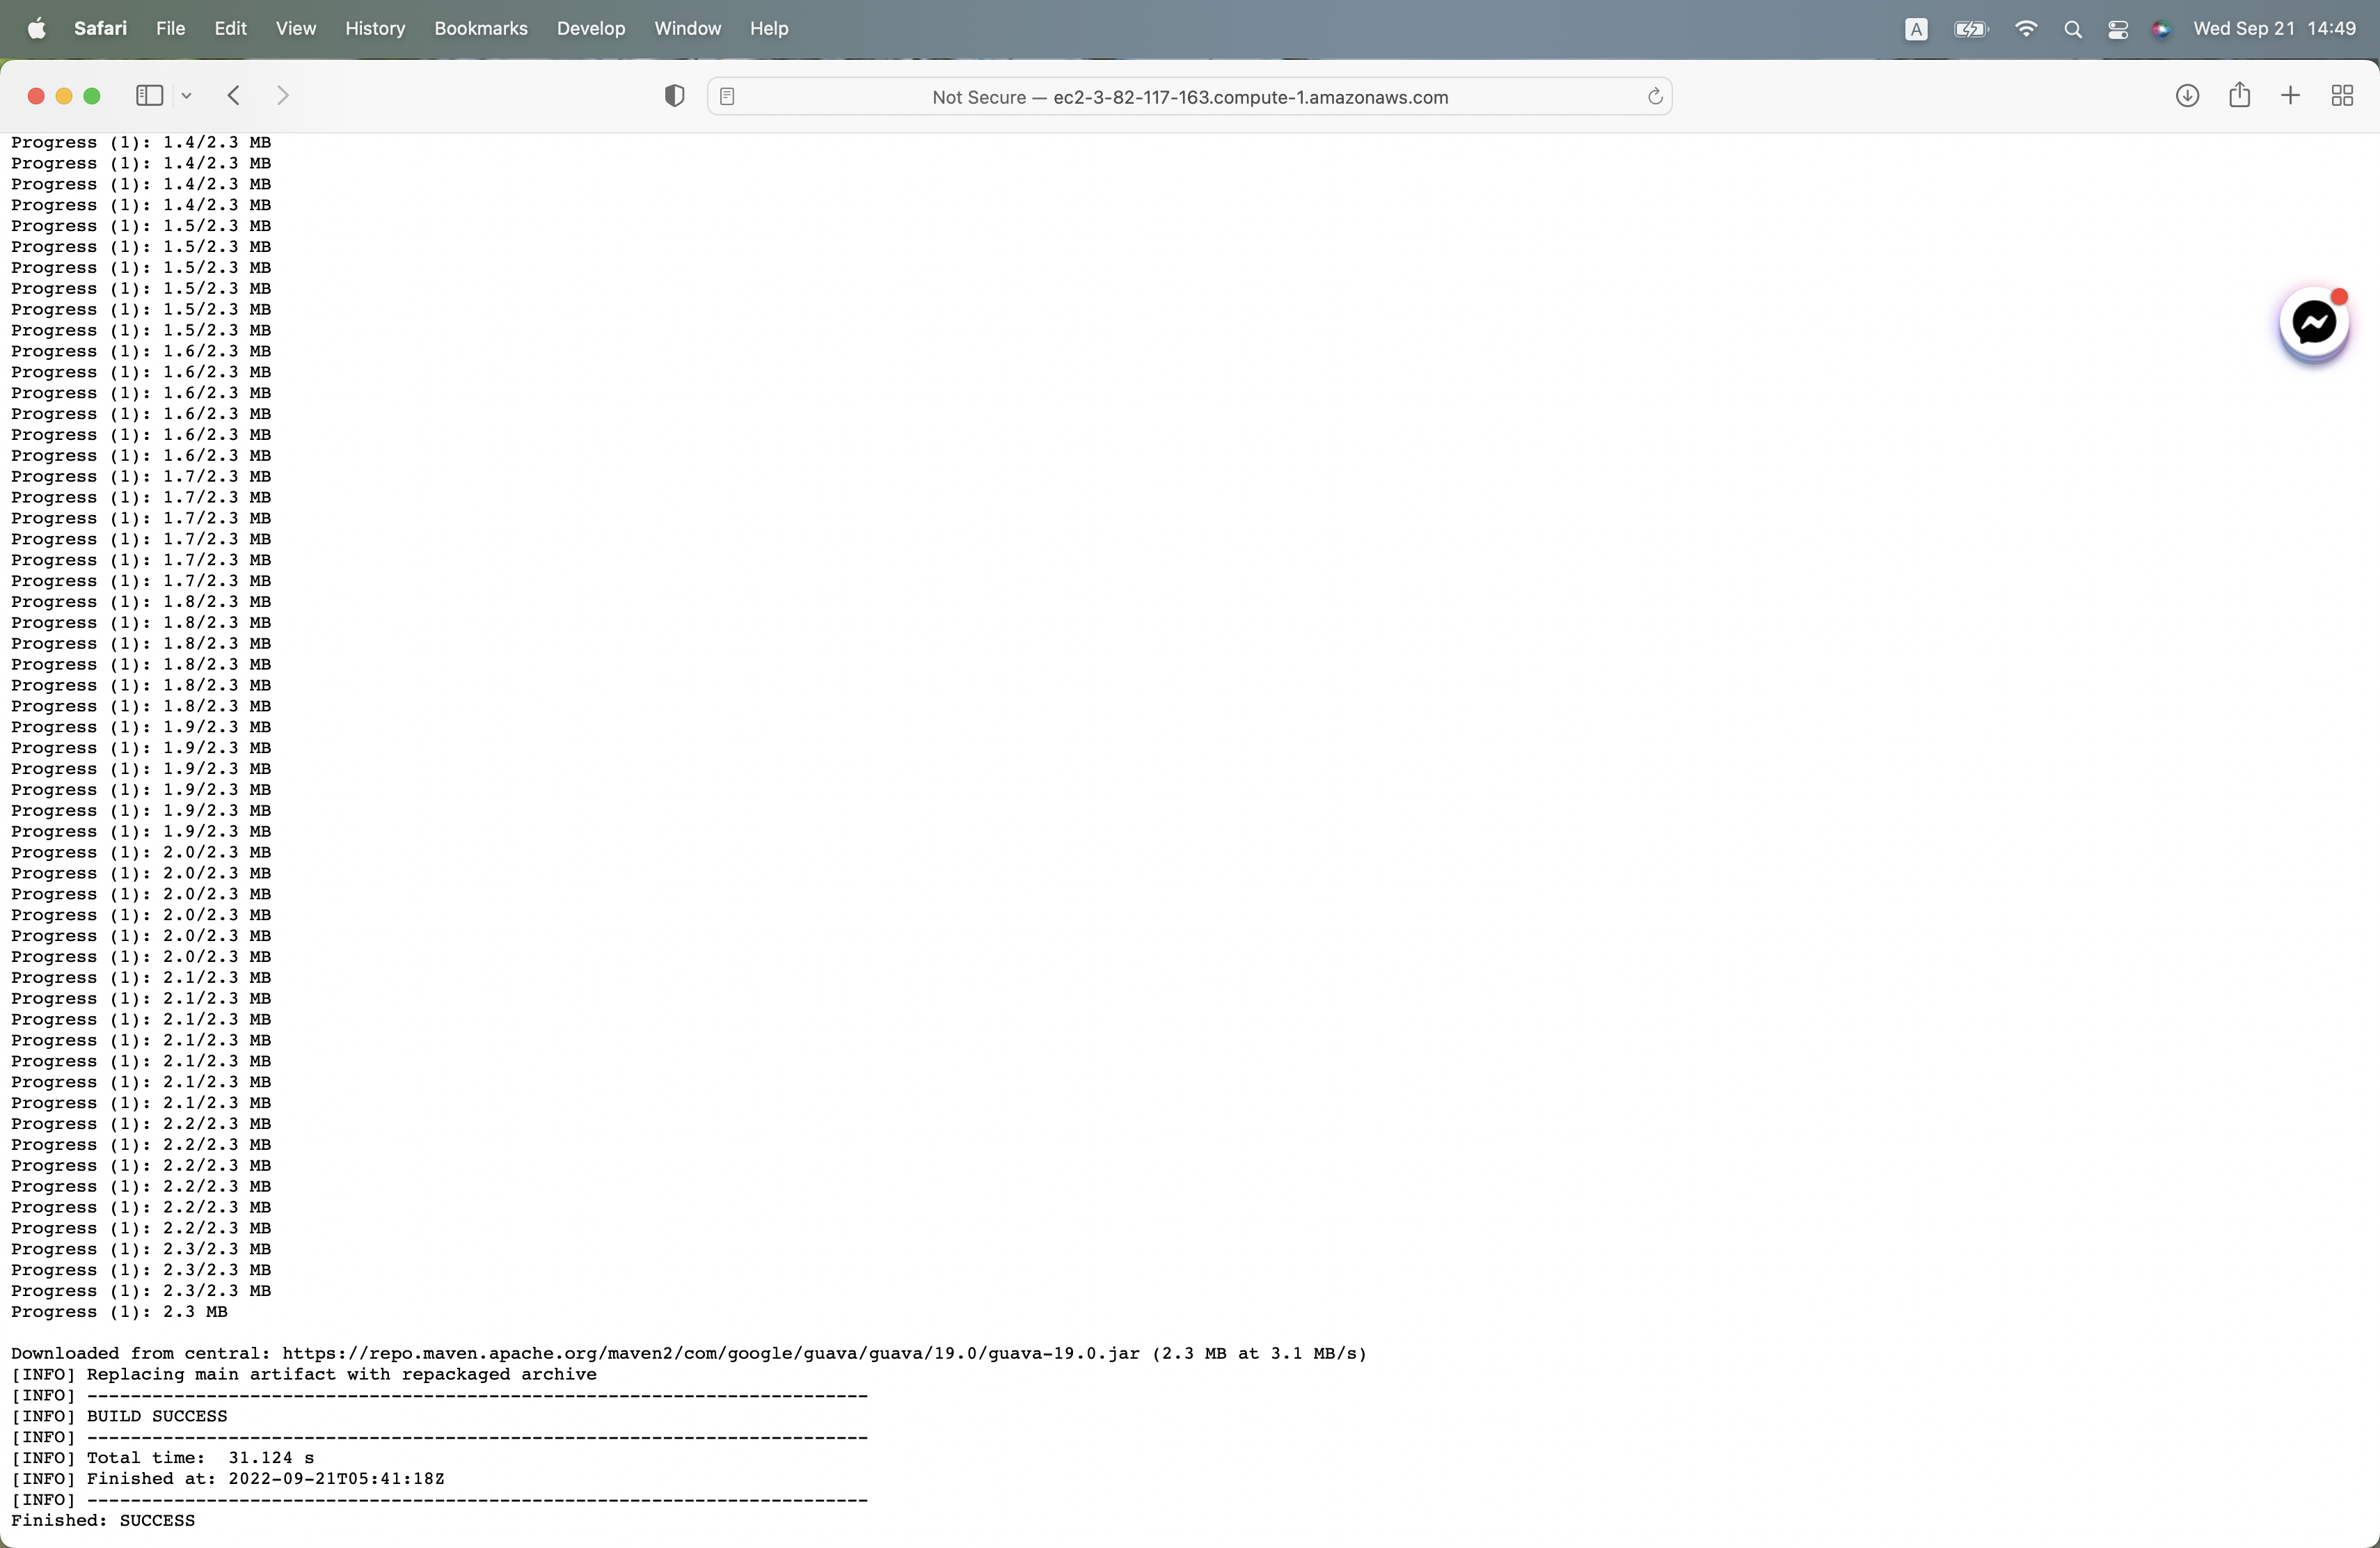 Safari File Edit View History Bookmarks Develop Window Help A Wed Sep 21 14:49
Not Secure — ec2-3-82-117-163.compute-1.amazonaws.com
Progress (1): 1.4/2.3 MB
Progress (1): 1.4/2.3 MB
Progress (1): 1.4/2.3 MB
Progress (1): 1.4/2.3 MB
Progress (1): 1.5/2.3 MB
Progress (1): 1.5/2.3 MB
Progress (1): 1.5/2.3 MB
Progress (1): 1.5/2.3 MB
Progress (1): 1.5/2.3 MB
Progress (1): 1.5/2.3 MB
Progress (1): 1.6/2.3 MB
Progress (1): 1.6/2.3 MB
Progress (1): 1.6/2.3 MB
Progress (1): 1.6/2.3 MB
Progress (1): 1.6/2.3 MB
Progress (1): 1.6/2.3 MB
Progress (1): 1.7/2.3 MB
Progress (1): 1.7/2.3 MB
Progress (1): 1.7/2.3 MB
Progress (1): 1.7/2.3 MB
Progress (1): 1.7/2.3 MB
Progress (1): 1.7/2.3 MB
Progress (1): 1.8/2.3 MB
Progress (1): 1.8/2.3 MB
Progress (1): 1.8/2.3 MB
Progress (1): 1.8/2.3 MB
Progress (1): 1.8/2.3 MB
Progress (1): 1.8/2.3 MB
Progress (1): 1.9/2.3 MB
Progress (1): 1.9/2.3 MB
Progress (1): 1.9/2.3 MB
Progress (1): 1.9/2.3 MB
Progress (1): 1.9/2.3 MB
Progress (1): 1.9/2.3 MB
Progress (1): 2.0/2.3 MB
Progress (1): 2.0/2.3 MB
Progress (1): 2.0/2.3 MB
Progress (1): 2.0/2.3 MB
Progress (1): 2.0/2.3 MB
Progress (1): 2.0/2.3 MB
Progress (1): 2.1/2.3 MB
Progress (1): 2.1/2.3 MB
Progress (1): 2.1/2.3 MB
Progress (1): 2.1/2.3 MB
Progress (1): 2.1/2.3 MB
Progress (1): 2.1/2.3 MB
Progress (1): 2.1/2.3 MB
Progress (1): 2.2/2.3 MB
Progress (1): 2.2/2.3 MB
Progress (1): 2.2/2.3 MB
Progress (1): 2.2/2.3 MB
Progress (1): 2.2/2.3 MB
Progress (1): 2.2/2.3 MB
Progress (1): 2.3/2.3 MB
Progress (1): 2.3/2.3 MB
Progress (1): 2.3/2.3 MB
Progress (1): 2.3 MB
Downloaded from central: https://repo.maven.apache.org/maven2/com/google/guava/guava/19.0/guava-19.0.jar (2.3 MB at 3.1 MB/s)
[INFO] Replacing main artifact with repackaged archive
[INFO] ------------------------------------------------------------------------
[INFO] BUILD SUCCESS
[INFO] ------------------------------------------------------------------------
[INFO] Total time:  31.124 s
[INFO] Finished at: 2022-09-21T05:41:18Z
[INFO] ------------------------------------------------------------------------
Finished: SUCCESS